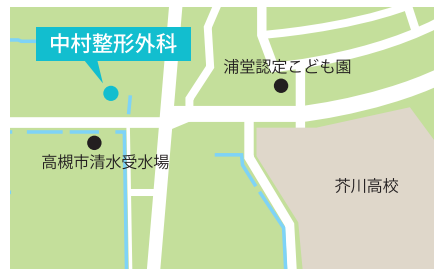 中村整形外科
浦堂認定こども園
高槻市清水受水場
芥川高校